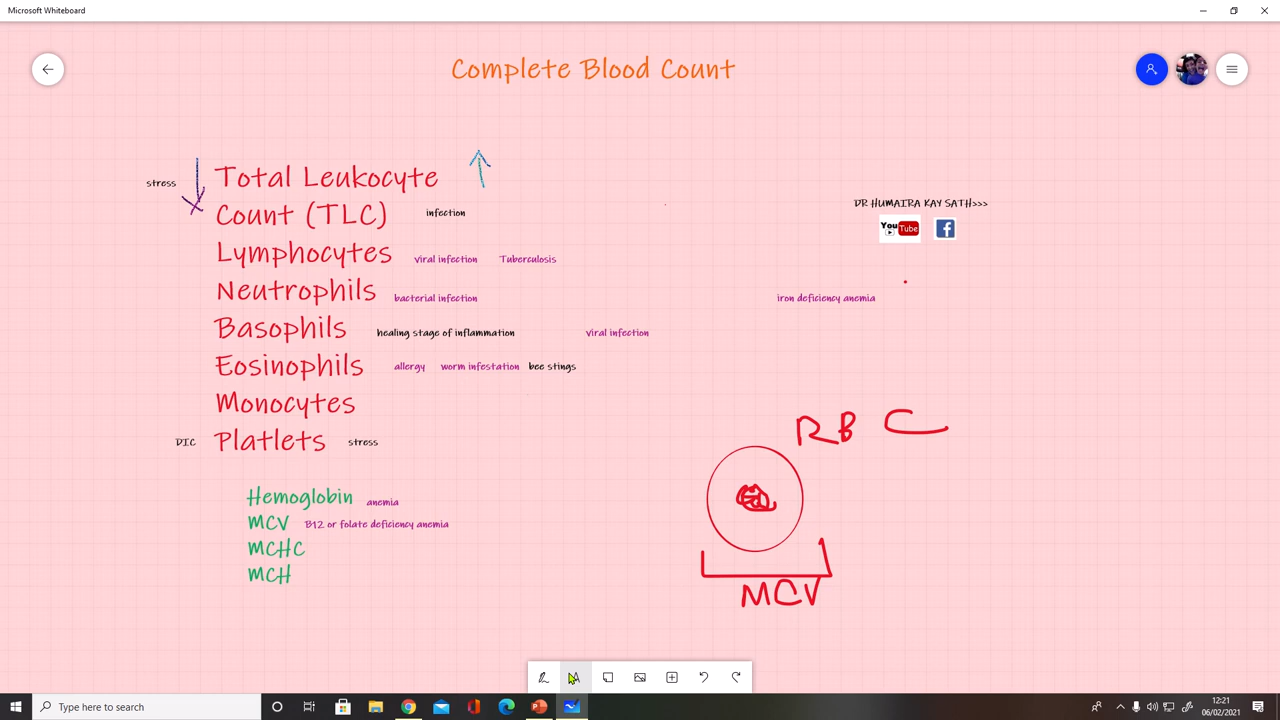 Microsoft Whiteboard
Complete Blood Count
stress Total Leukocyte
Count (TLC) infection
DR HUMAIRA KAY SATH>>>
You Tube f
Lymphocytes viral infection Tuberculosis
Neutrophils bacterial infection iron deficiency anemia
Basophils healing stage of inflammation viral infection
Eosinophils allergy worm infestation bee stings
Monocytes
RBC
DIC Platlets stress
Hemoglobin anemia
MCV B12 or folate deficiency anemia
MCHC
MCH
MCV
Type here to search
12:21
06/02/2021